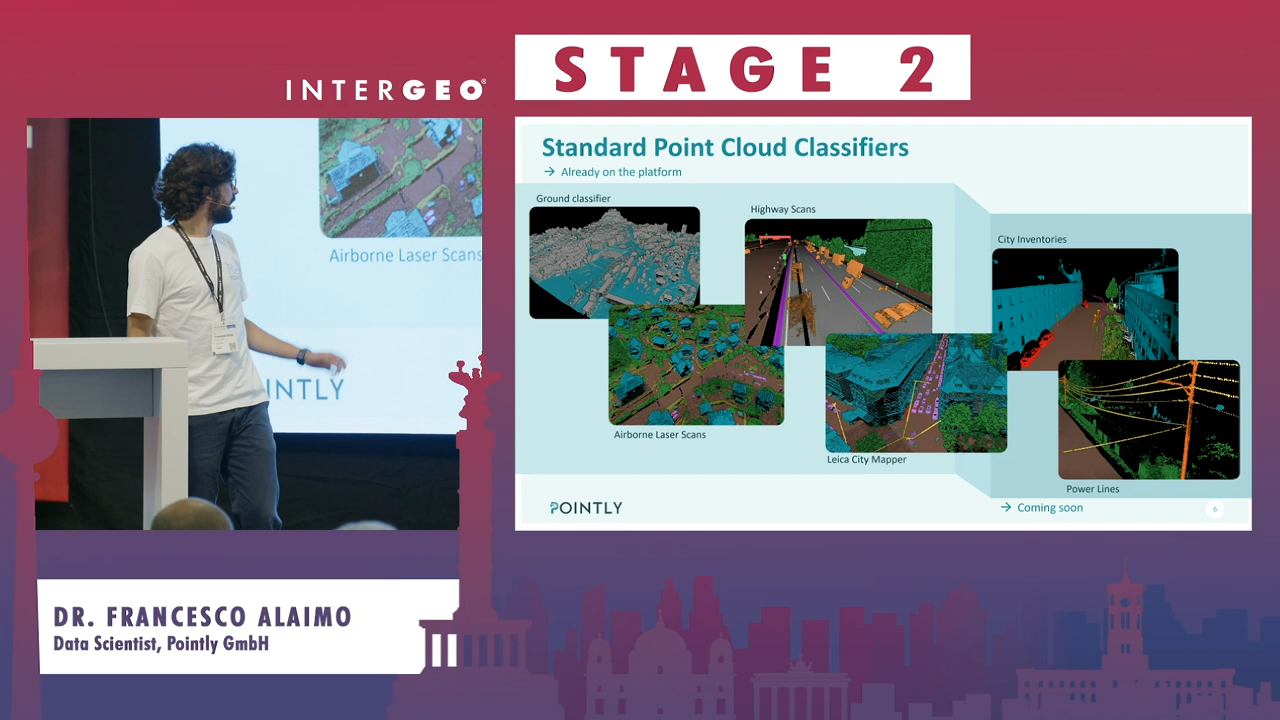 INTERGEO®
STAGE 2
Airborne Laser Scans
INTLY
DR. FRANCESCO ALAIMO
Data Scientist, Pointly GmbH
Standard Point Cloud Classifiers
→ Already on the platform
Ground classifier
Highway Scans
City Inventories
Airborne Laser Scans
Leica City Mapper
Power Lines
POINTLY
→ Coming soon
6